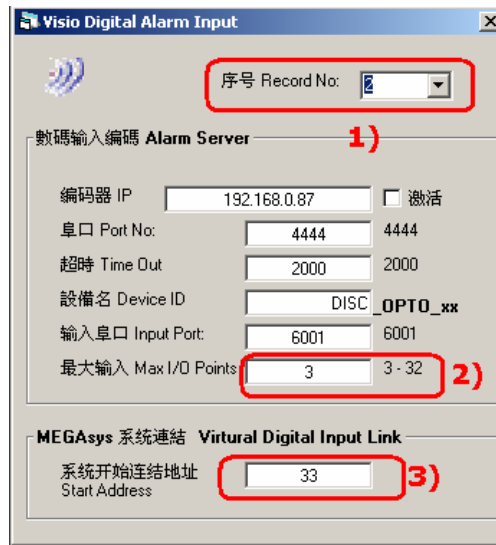 Visio Digital Alarm Input
序号 Record No: 2
1)
數碼输入编碼 Alarm Server
编码器 IP 192.168.0.87 激活
阜口 Port No: 4444 4444
超時 Time Out 2000 2000
設備名 Device ID DISC _OPTO_xx
输入阜口 Input Port: 6001 6001
最大输入 Max I/O Points 3 3 - 32
2)
MEGAsys 系统連結 Virtural Digital Input Link
系统开始连结地址 33
Start Address
3)